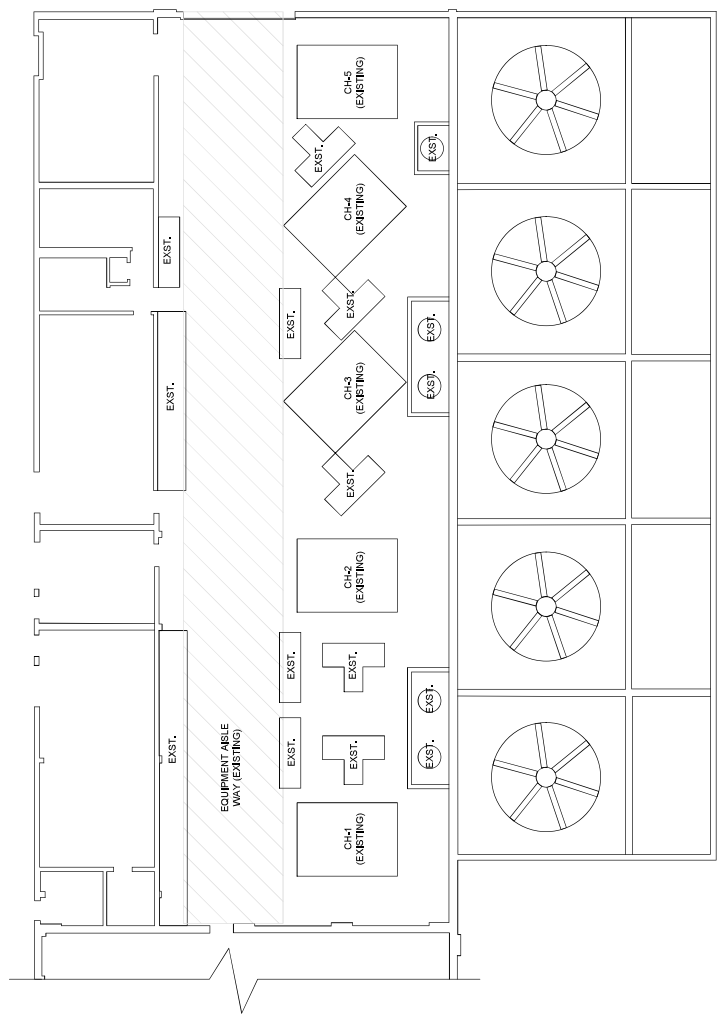 CH-5
(EXISTING)
EXST.
EXST.
CH-4
(EXISTING)
EXST.
EXST.
EXST.
EXST.
EXST.
CH-3
(EXISTING)
EXST.
EXST.
CH-2
(EXISTING)
EXST.
EXST.
EXST.
EXST.
EQUIPMENT AISLE
WAY (EXISTING)
EXST.
EXST.
EXST.
CH-1
(EXISTING)